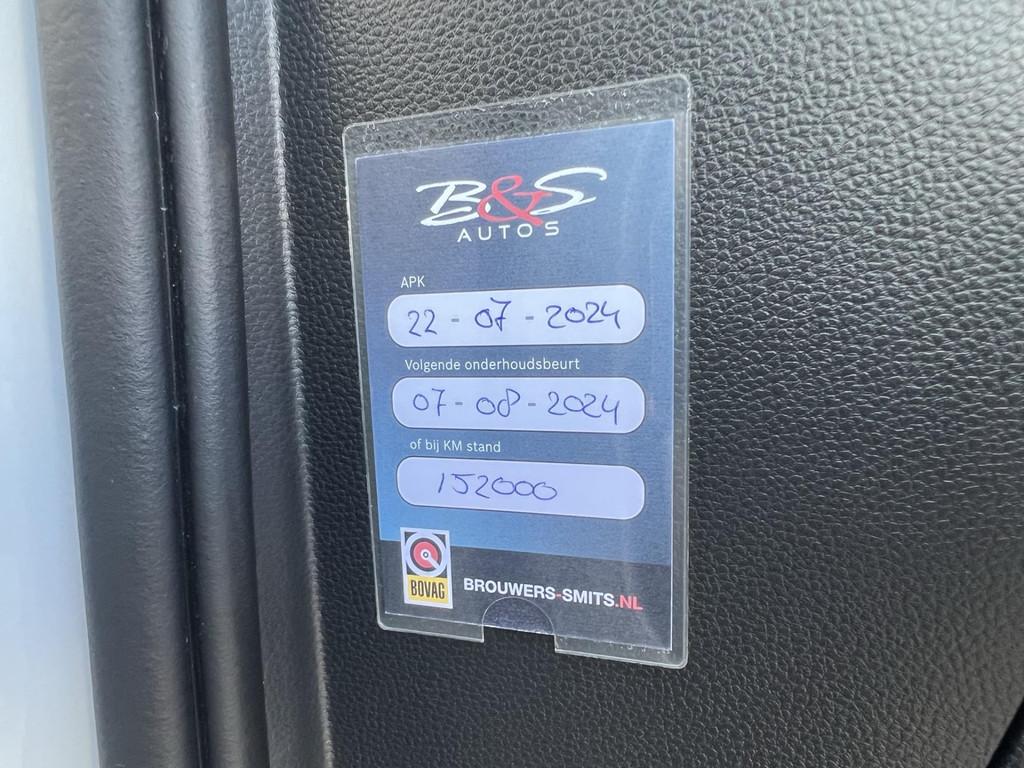 B&S
AUTOS
APK
22 - 07 - 2024
Volgende onderhoudsbeurt
07 - 08 - 2024
of bij KM stand
152000
BOVAG
BROUWERS-SMITS.NL